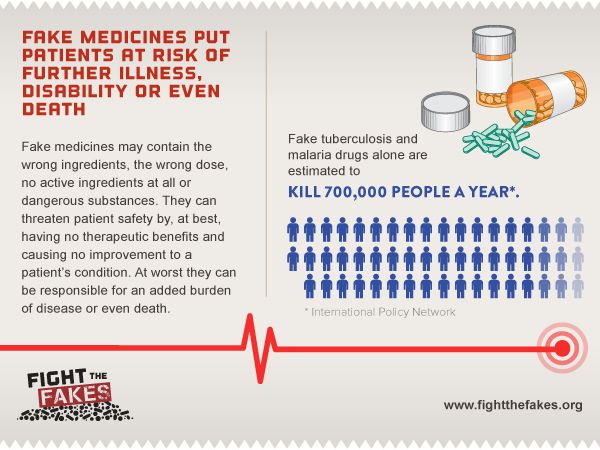 FAKE MEDICINES PUT
PATIENTS AT RISK OF
FURTHER ILLNESS,
DISABILITY OR EVEN
DEATH
Fake medicines may contain the
wrong ingredients, the wrong dose,
no active ingredients at all or
dangerous substances. They can
threaten patient safety by, at best,
having no therapeutic benefits and
causing no improvement to a
patient's condition. At worst they can
be responsible for an added burden
of disease or even death.
Fake tuberculosis and
malaria drugs alone are
estimated to
KILL 700,000 PEOPLE A YEAR*.
* International Policy Network
FIGHT THE
FAKES
www.fightthefakes.org